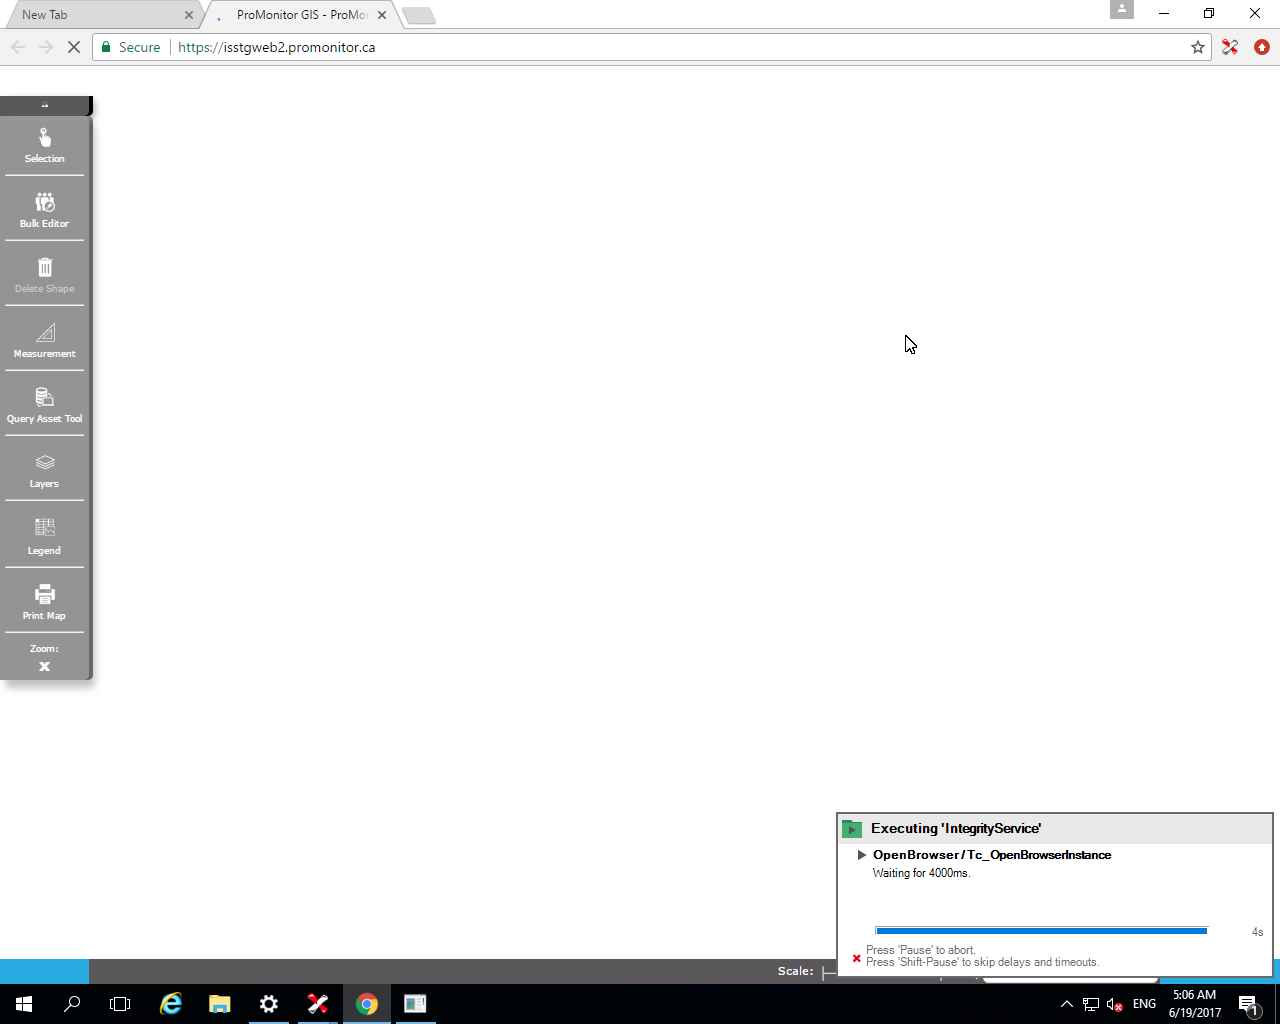 New Tab
ProMonitor GIS - ProMo
Secure
https://isstgweb2.promonitor.ca
Selection
Bulk Editor
Delete Shape
Measurement
Query Asset Tool
Layers
Legend
Print Map
Zoom:
Executing 'IntegrityService'
OpenBrowser/Tc_OpenBrowserInstance
Waiting for 4000ms.
4s
Press 'Pause' to abort.
Press 'Shift-Pause' to skip delays and timeouts.
Scale:
ENG
5:06 AM
6/19/2017
1